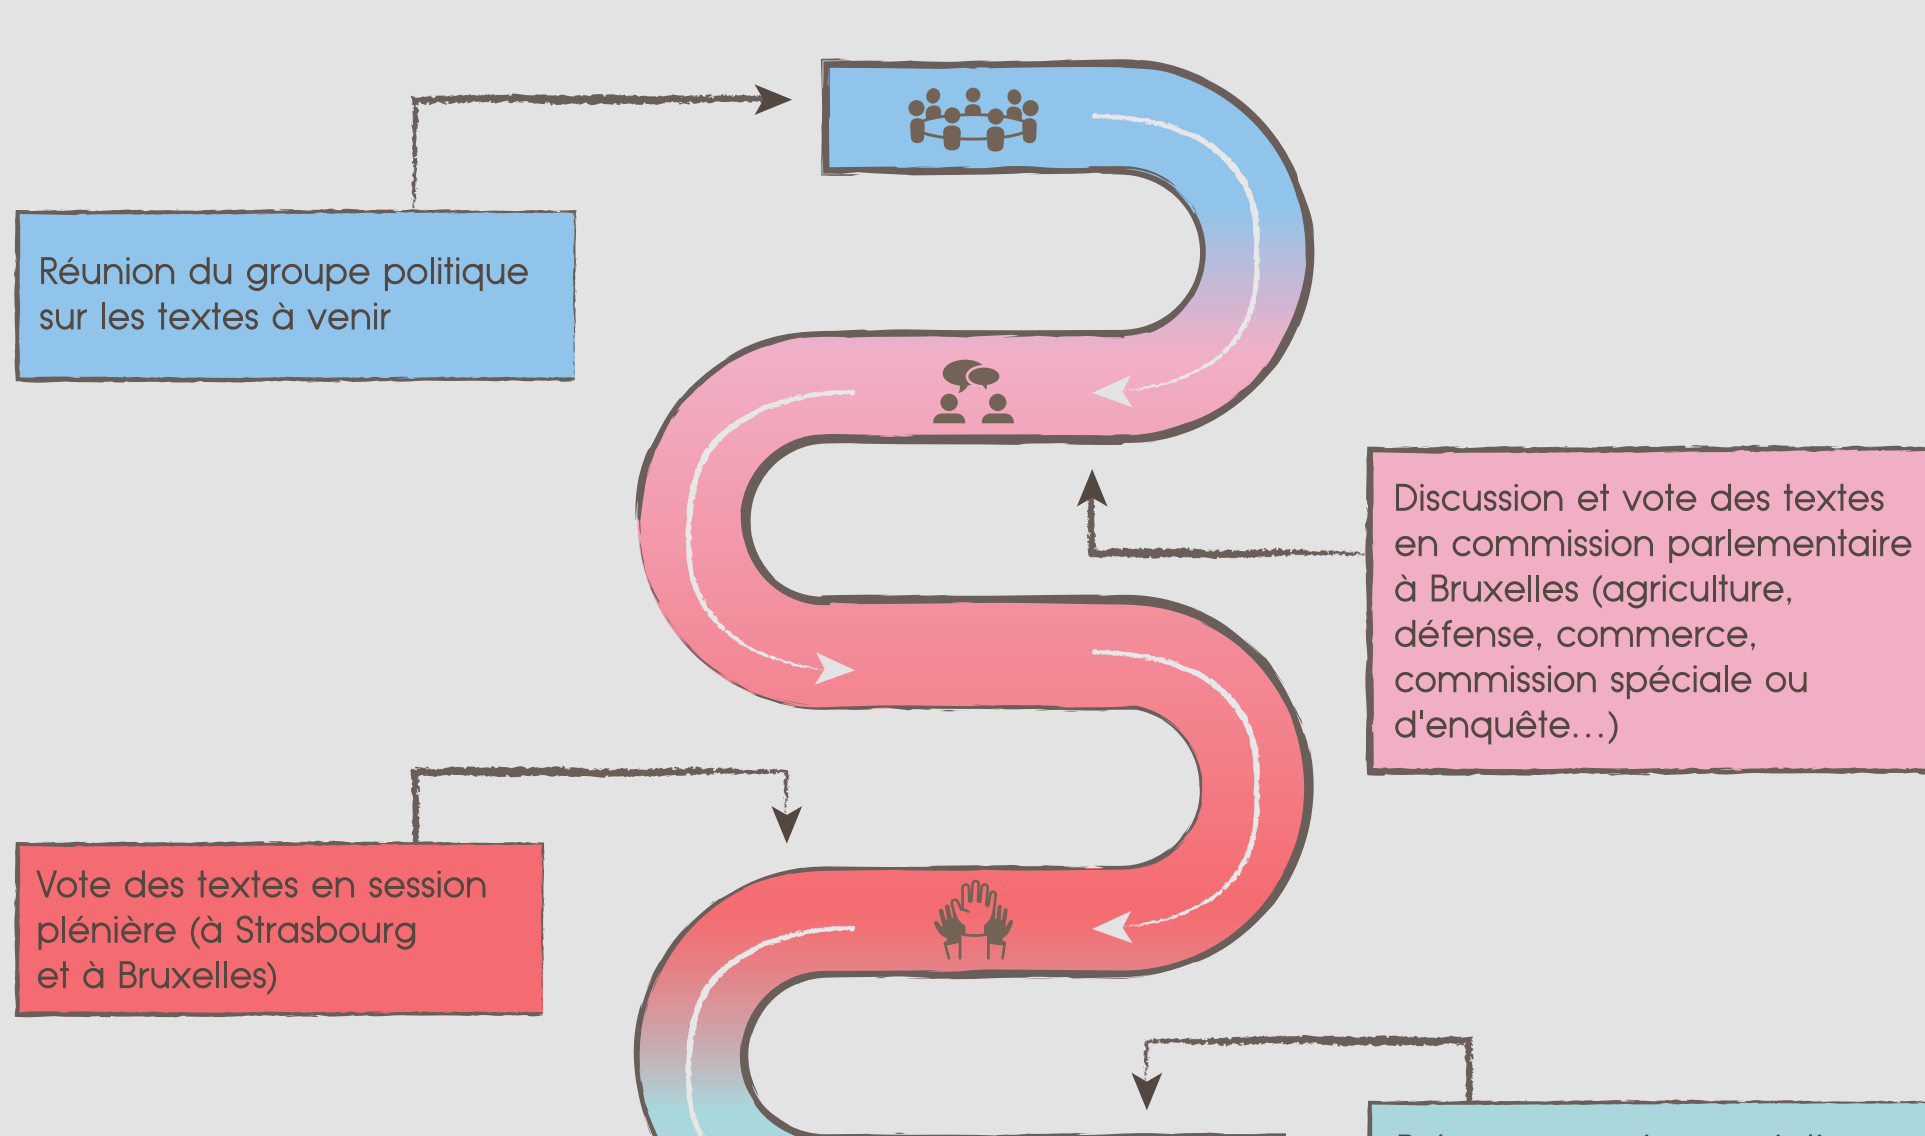 Réunion du groupe politique
sur les textes à venir
Discussion et vote des textes
en commission parlementaire
à Bruxelles (agriculture,
défense, commerce,
commission spéciale ou
d'enquête…)
Vote des textes en session
plénière (à Strasbourg
et à Bruxelles)